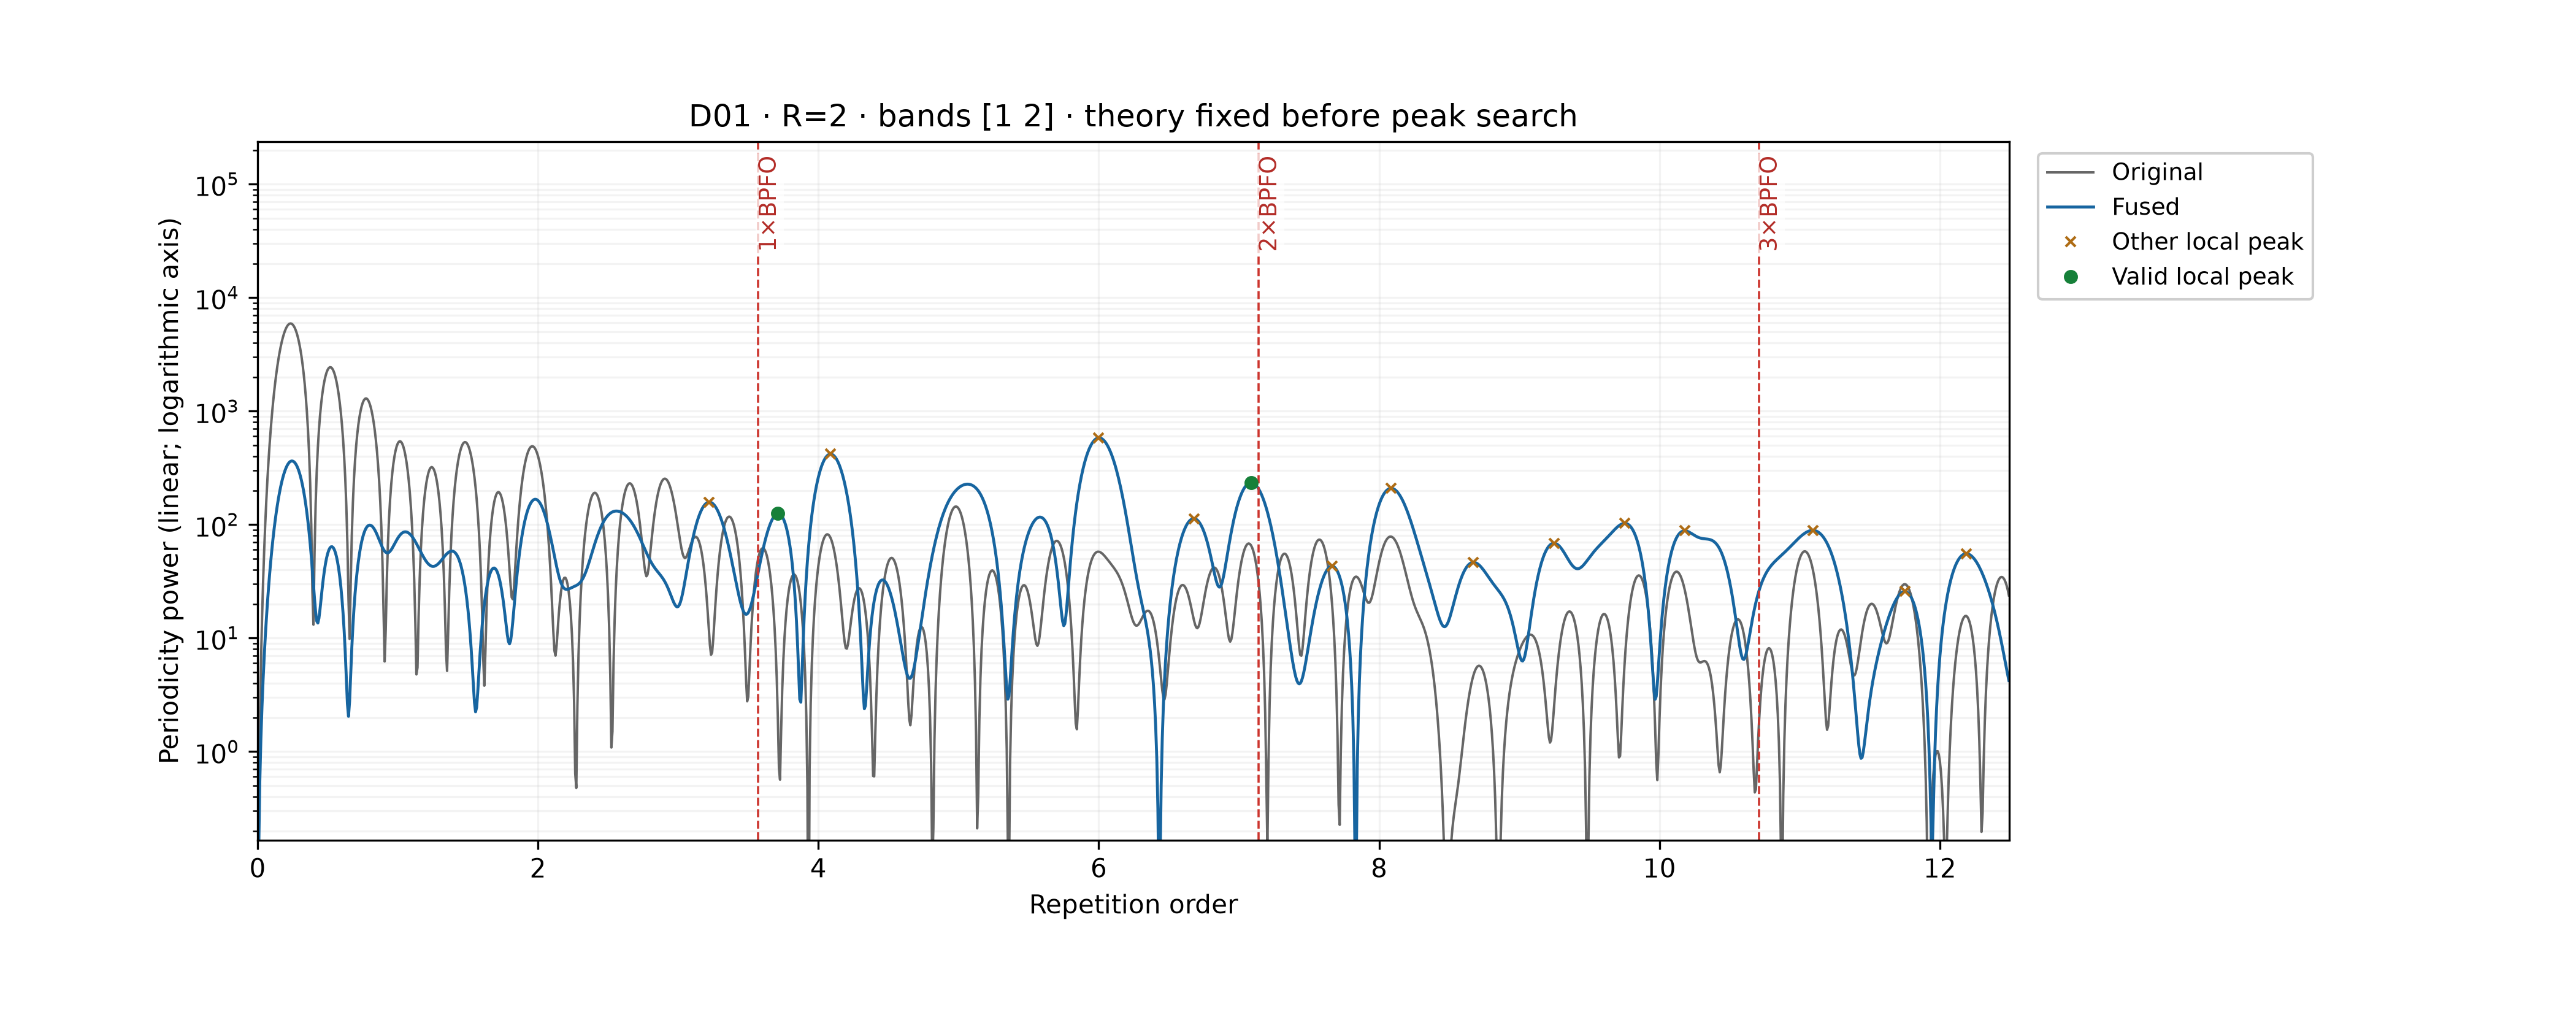 D01 · R=2 · bands [1 2] · theory fixed before peak search
Periodicity power (linear; logarithmic axis)
10⁵
10⁴
10³
10²
10¹
10⁰
1×BPFO
2×BPFO
3×BPFO
0 2 4 6 8 10 12
Repetition order
Original
Fused
Other local peak
Valid local peak